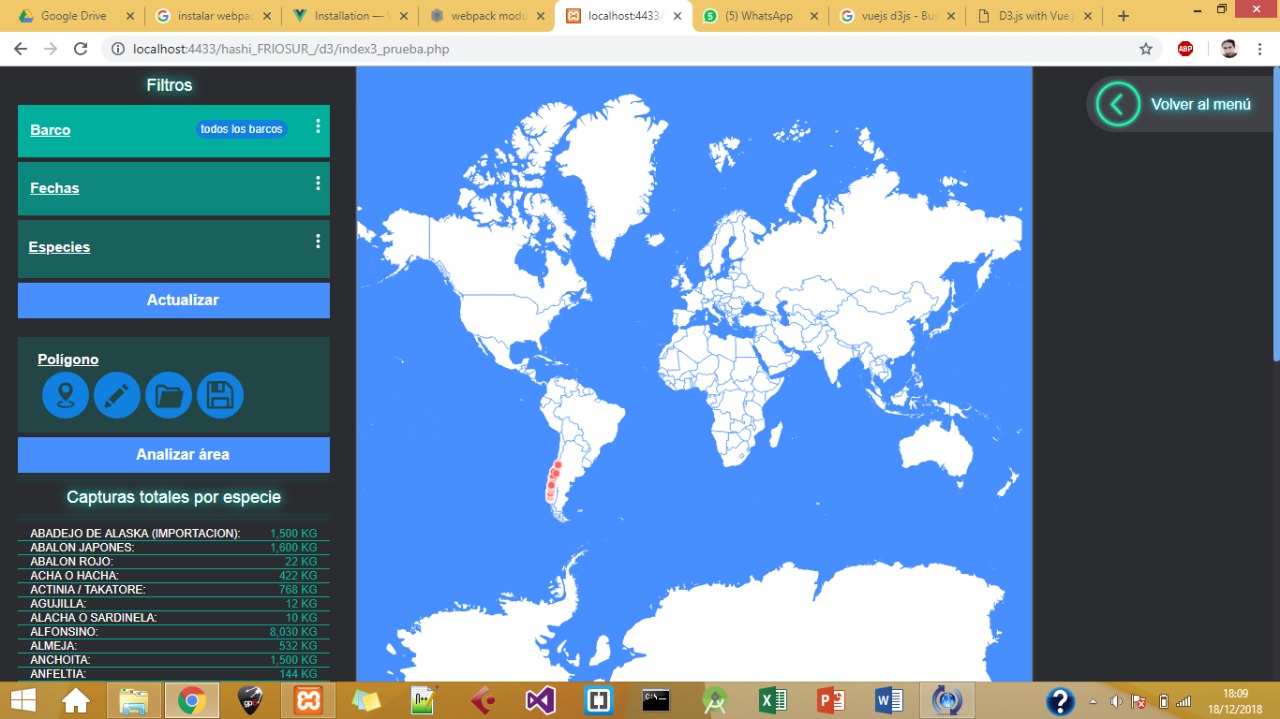 Google Drive
instalar webpac
Installation — V
webpack modu
localhost:4433/
(5) WhatsApp
vuejs d3js - Bus
D3.js with Vue.j
localhost:4433/hashi_FRIOSUR_/d3/index3_prueba.php
ABP
Filtros
Barco
todos los barcos
Fechas
Especies
Actualizar
Polígono
Analizar área
Capturas totales por especie
ABADEJO DE ALASKA (IMPORTACION): 1,500 KG
ABALON JAPONES: 1,600 KG
ABALON ROJO: 22 KG
ACHA O HACHA: 422 KG
ACTINIA / TAKATORE: 768 KG
AGUJILLA: 12 KG
ALACHA O SARDINELA: 10 KG
ALFONSINO: 8,030 KG
ALMEJA: 532 KG
ANCHOITA: 1,500 KG
ANFELTIA: 144 KG
Volver al menú
18:09
18/12/2018